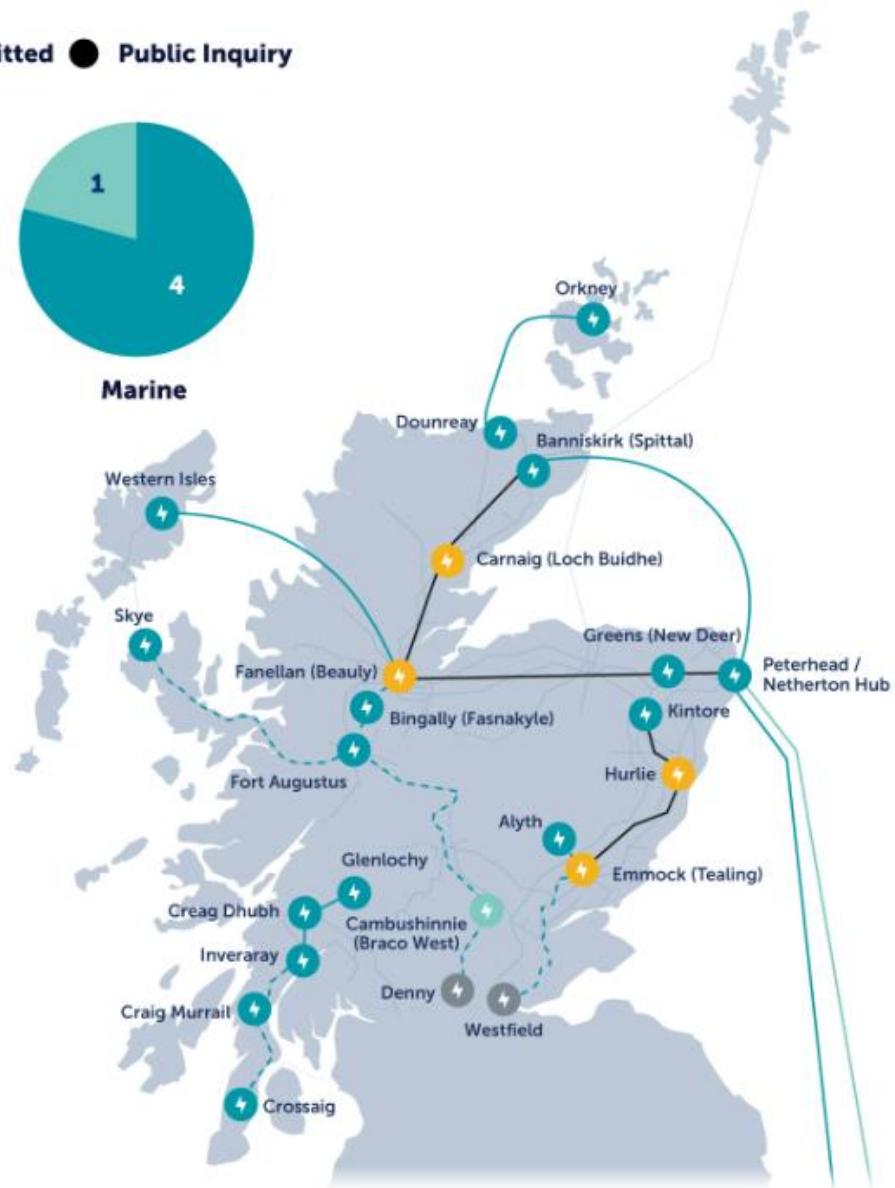 itted Public Inquiry
1
4
Marine
Orkney
Dounreay
Banniskirk (Spittal)
Western Isles
Carnaig (Loch Buidhe)
Skye
Greens (New Deer)
Fanellan (Beauly)
Peterhead /
Netherton Hub
Bingally (Fasnakyle)
Kintore
Fort Augustus
Hurlie
Alyth
Glenlochy
Emmock (Tealing)
Creag Dhubh
Cambushinnie
(Braco West)
Inveraray
Denny
Craig Murrail
Westfield
Crossaig